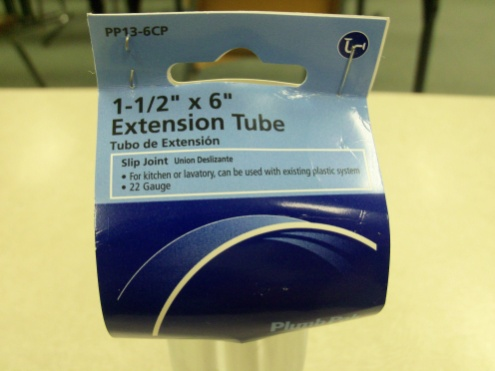 PP13-6CP
1-1/2" x 6"
Extension Tube
Tubo de Extensión
Slip Joint Union Deslizante
• For kitchen or lavatory, can be used with existing plastic system
• 22 Gauge